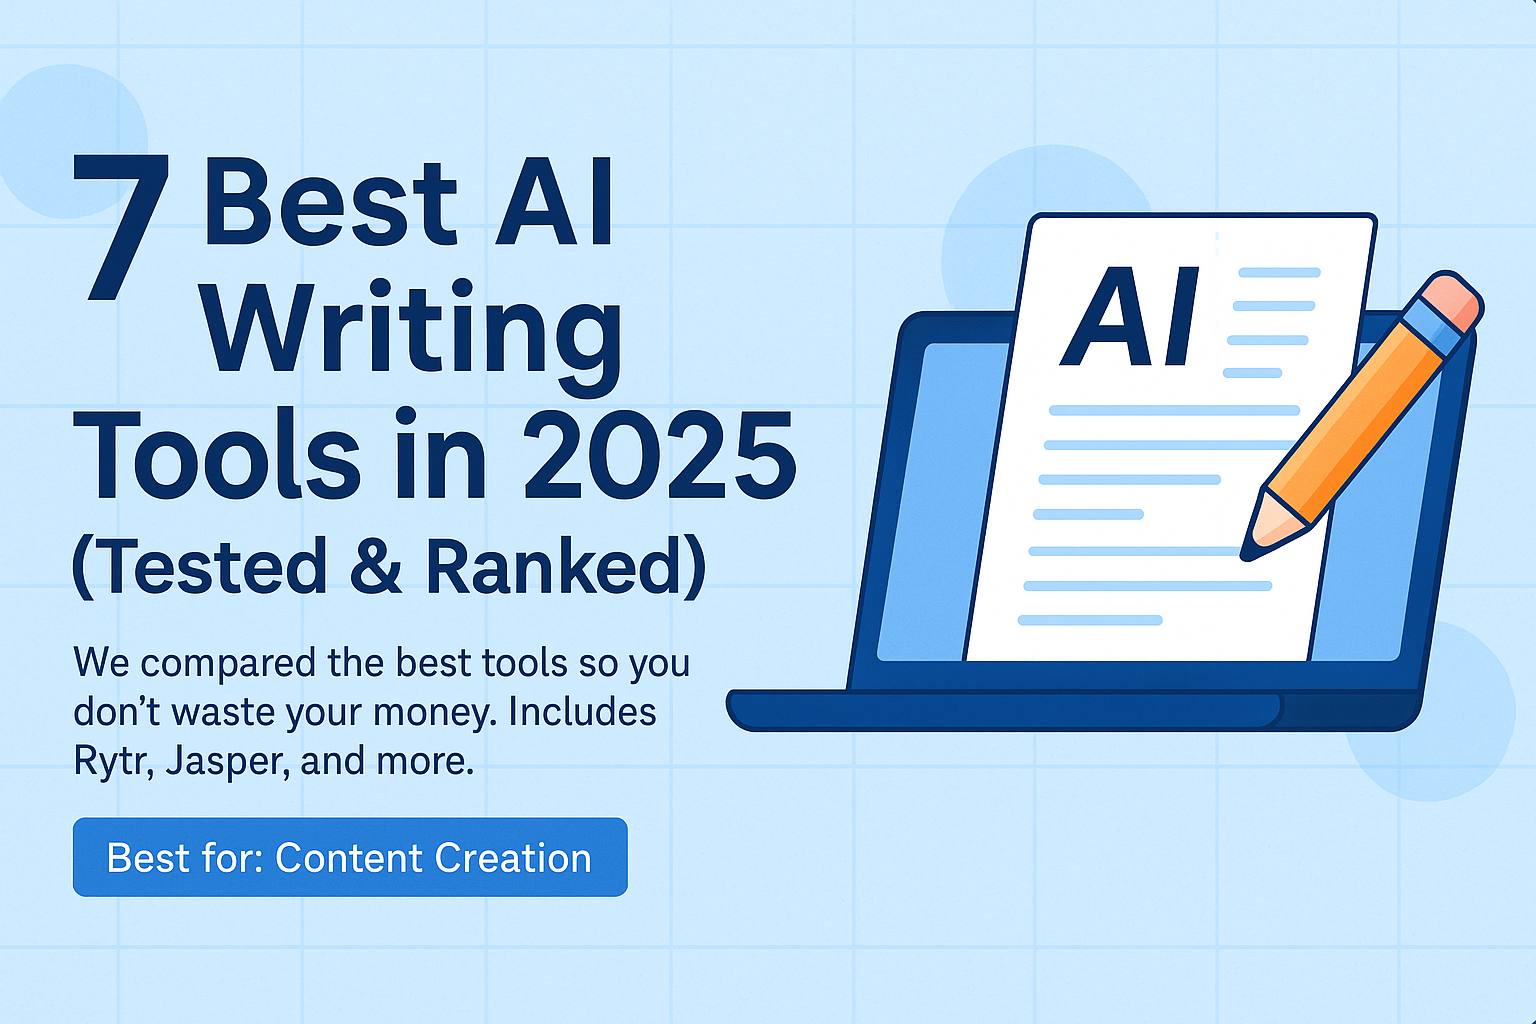 7 Best AI
Writing
Tools in 2025
(Tested & Ranked)
We compared the best tools so you
don’t waste your money. Includes
Rytr, Jasper, and more.
Best for: Content Creation
AI